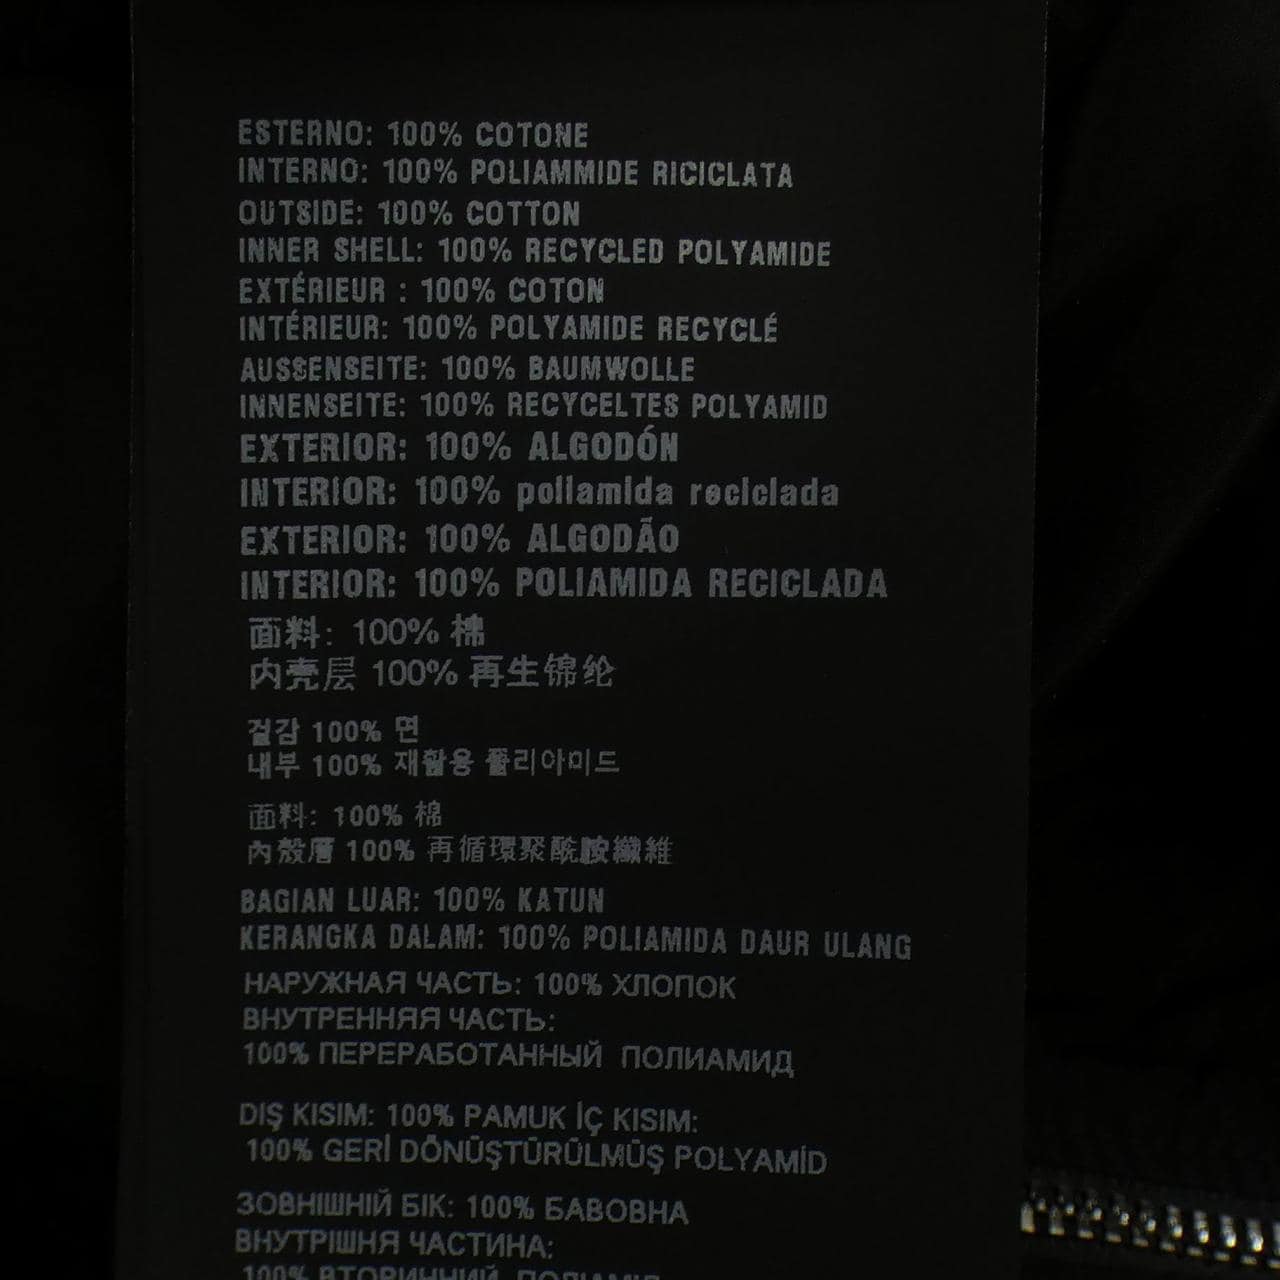 ESTERNO: 100% COTONE
INTERNO: 100% POLIAMMIDE RICICLATA
OUTSIDE: 100% COTTON
INNER SHELL: 100% RECYCLED POLYAMIDE
EXTÉRIEUR : 100% COTON
INTÉRIEUR: 100% POLYAMIDE RECYCLÉ
AUSSENSEITE: 100% BAUMWOLLE
INNENSEITE: 100% RECYCELTES POLYAMID
EXTERIOR: 100% ALGODÓN
INTERIOR: 100% poliamida reciclada
EXTERIOR: 100% ALGODÃO
INTERIOR: 100% POLIAMIDA RECICLADA
面料: 100% 棉
内壳层 100% 再生锦纶
겉감 100% 면
내부 100% 재활용 폴리아미드
面料: 100% 棉
內殼層 100% 再循環聚酰胺纖維
BAGIAN LUAR: 100% KATUN
KERANGKA DALAM: 100% POLIAMIDA DAUR ULANG
НАРУЖНАЯ ЧАСТЬ: 100% ХЛОПОК
ВНУТРЕННЯЯ ЧАСТЬ:
100% ПЕРЕРАБОТАННЫЙ ПОЛИАМИД
DIŞ KISIM: 100% PAMUK İÇ KISIM:
100% GERİ DÖNÜŞTÜRÜLMÜŞ POLYAMİD
ЗОВНІШНІЙ БІК: 100% БАВОВНА
ВНУТРІШНЯ ЧАСТИНА:
100% ВТОРИННИЙ ПОЛІАМІД